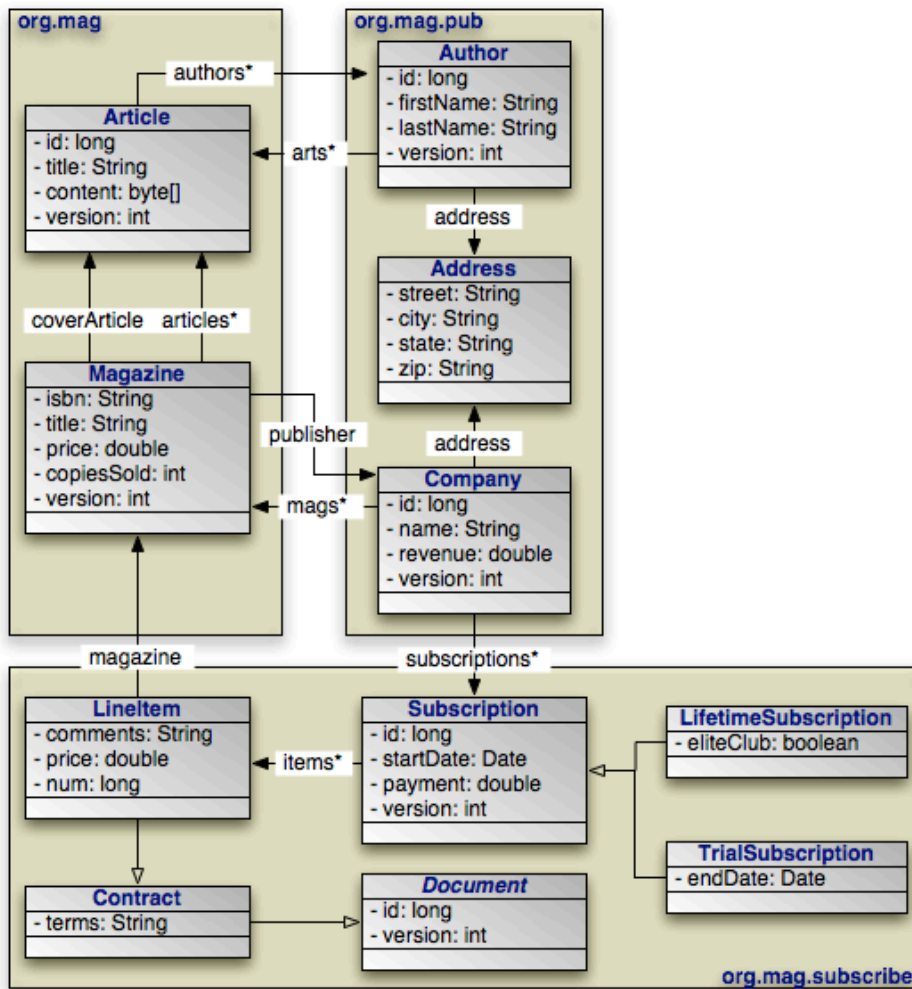 org.mag
org.mag.pub
Author
- id: long
- firstName: String
- lastName: String
- version: int
authors*
Article
- id: long
- title: String
- content: byte[]
- version: int
arts*
address
Address
- street: String
- city: String
- state: String
- zip: String
coverArticle
articles*
Magazine
- isbn: String
- title: String
- price: double
- copiesSold: int
- version: int
publisher
address
Company
- id: long
- name: String
- revenue: double
- version: int
mags*
magazine
subscriptions*
LineItem
- comments: String
- price: double
- num: long
items*
Subscription
- id: long
- startDate: Date
- payment: double
- version: int
LifetimeSubscription
- eliteClub: boolean
TrialSubscription
- endDate: Date
Contract
- terms: String
Document
- id: long
- version: int
org.mag.subscribe